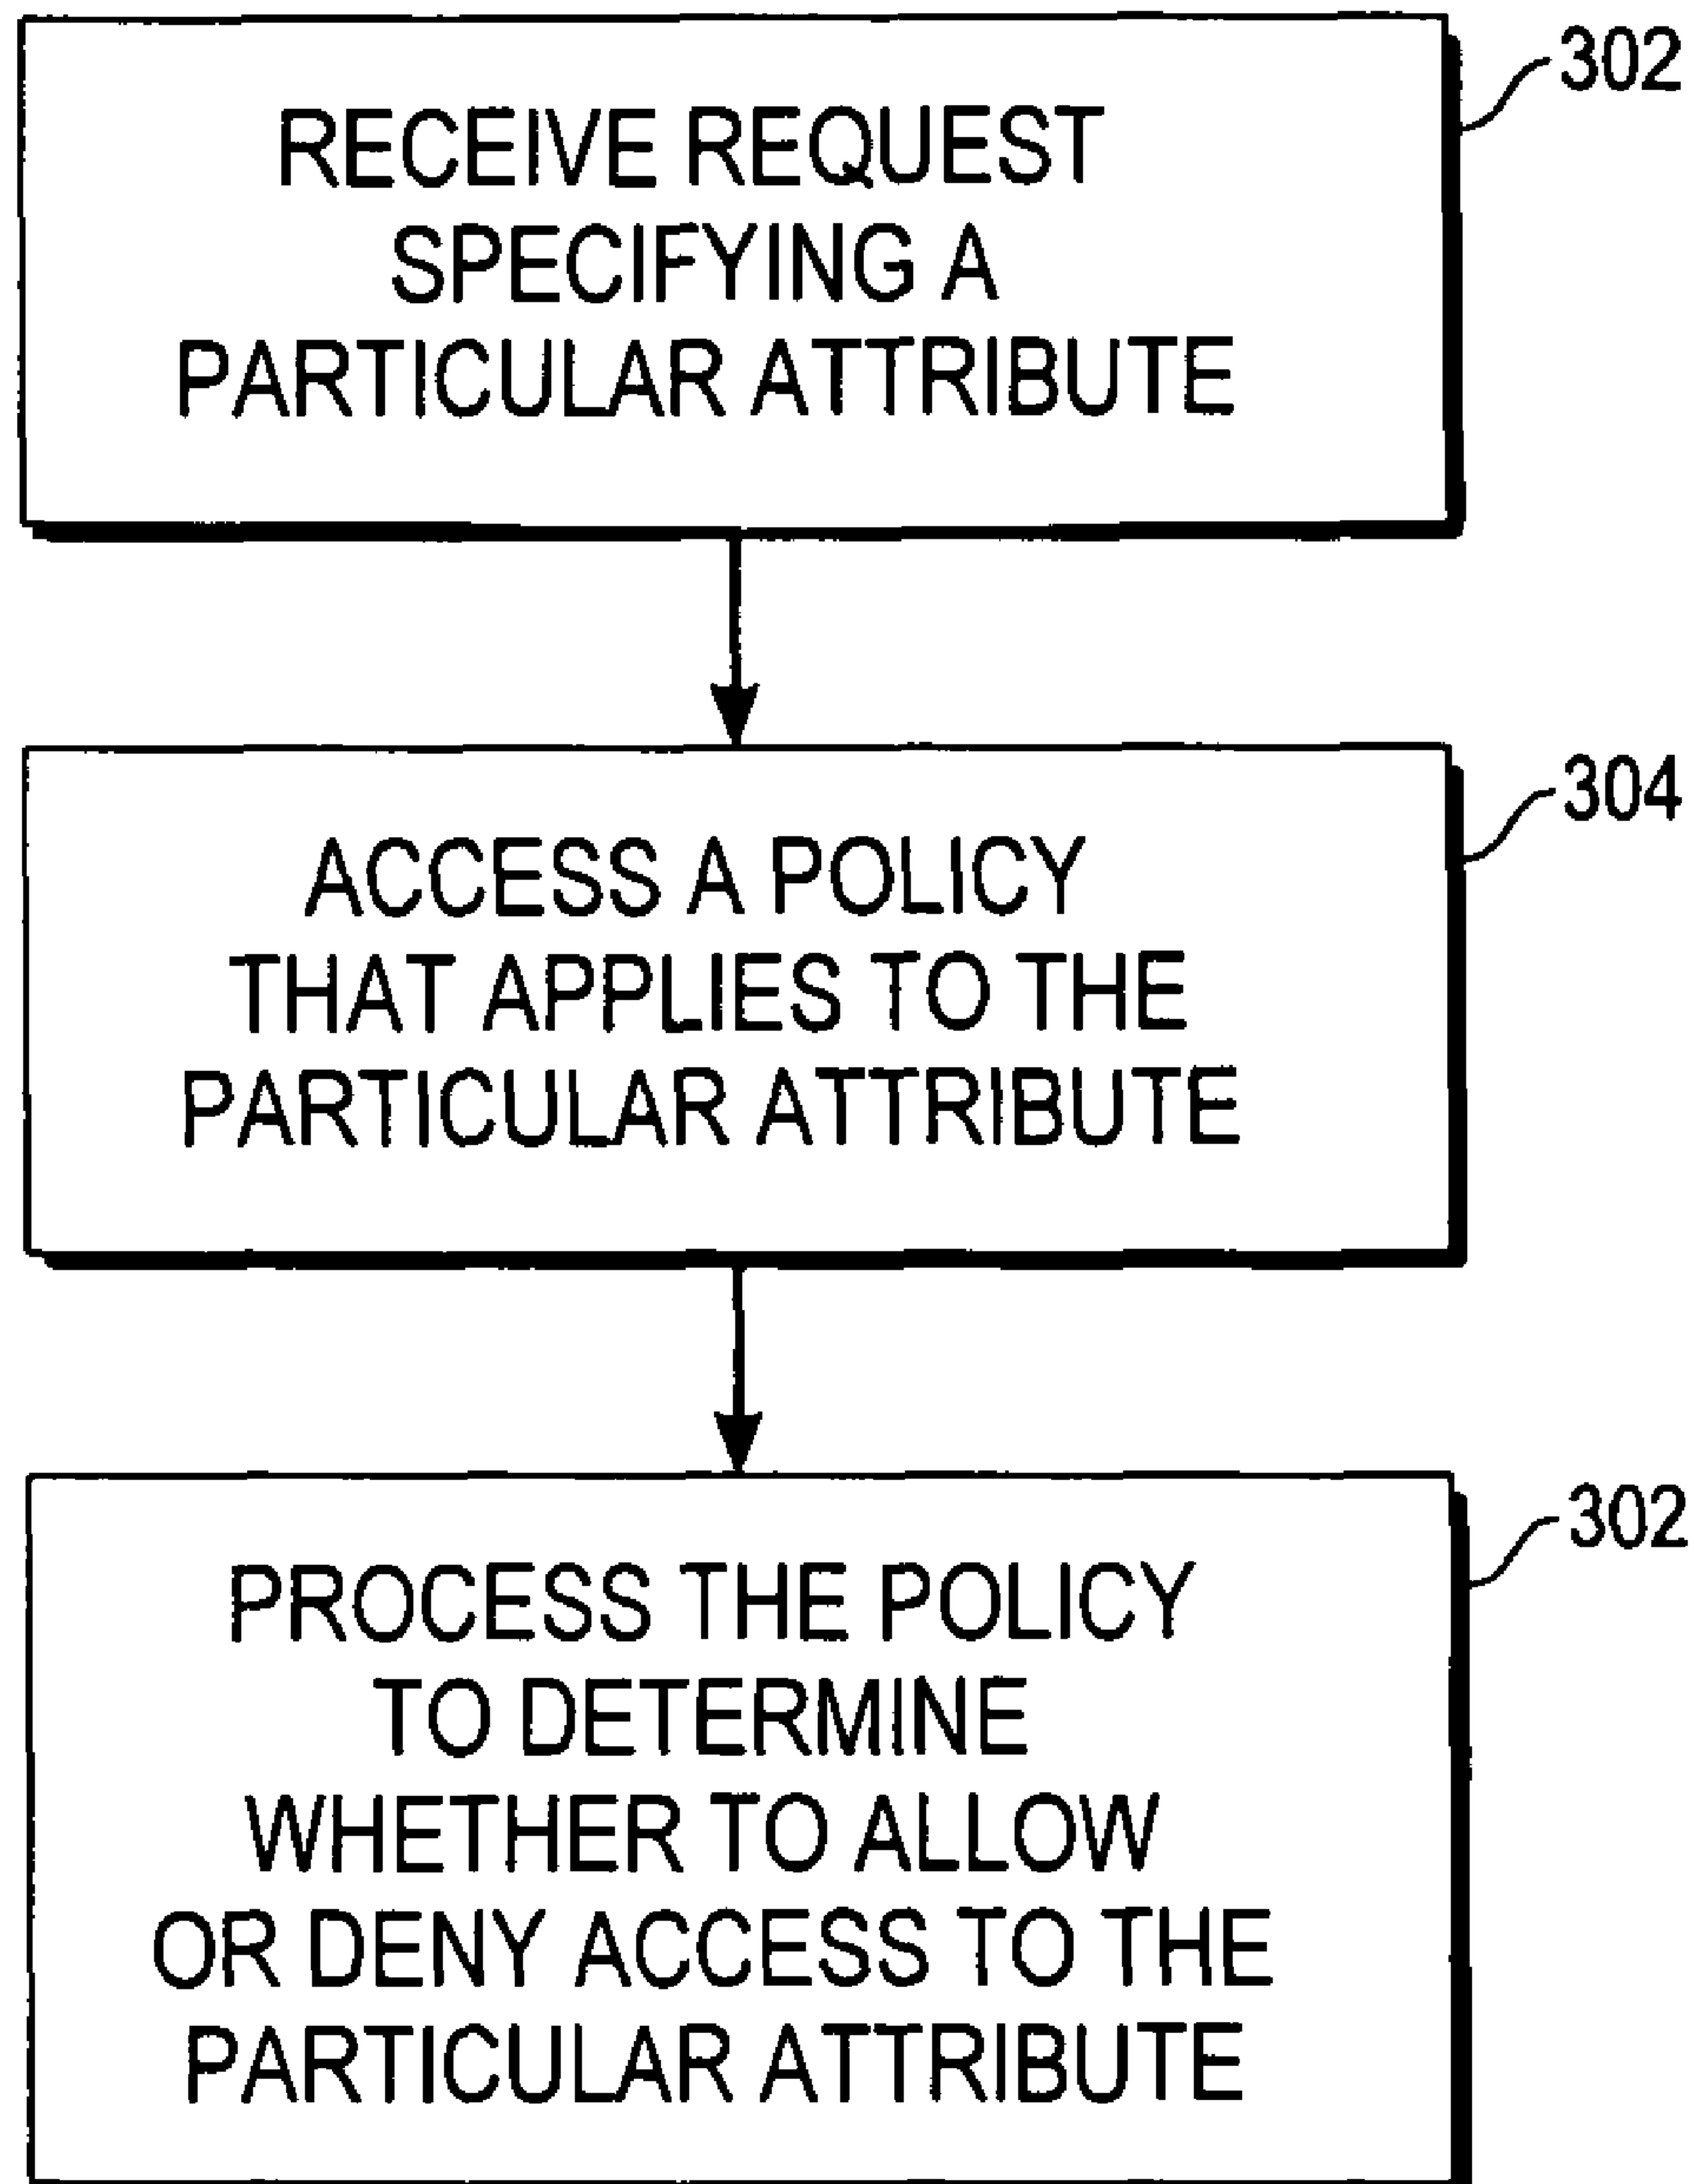 302
RECEIVE REQUEST
SPECIFYING A
PARTICULAR ATTRIBUTE
304
ACCESS A POLICY
THAT APPLIES TO THE
PARTICULAR ATTRIBUTE
302
PROCESS THE POLICY
TO DETERMINE
WHETHER TO ALLOW
OR DENY ACCESS TO THE
PARTICULAR ATTRIBUTE